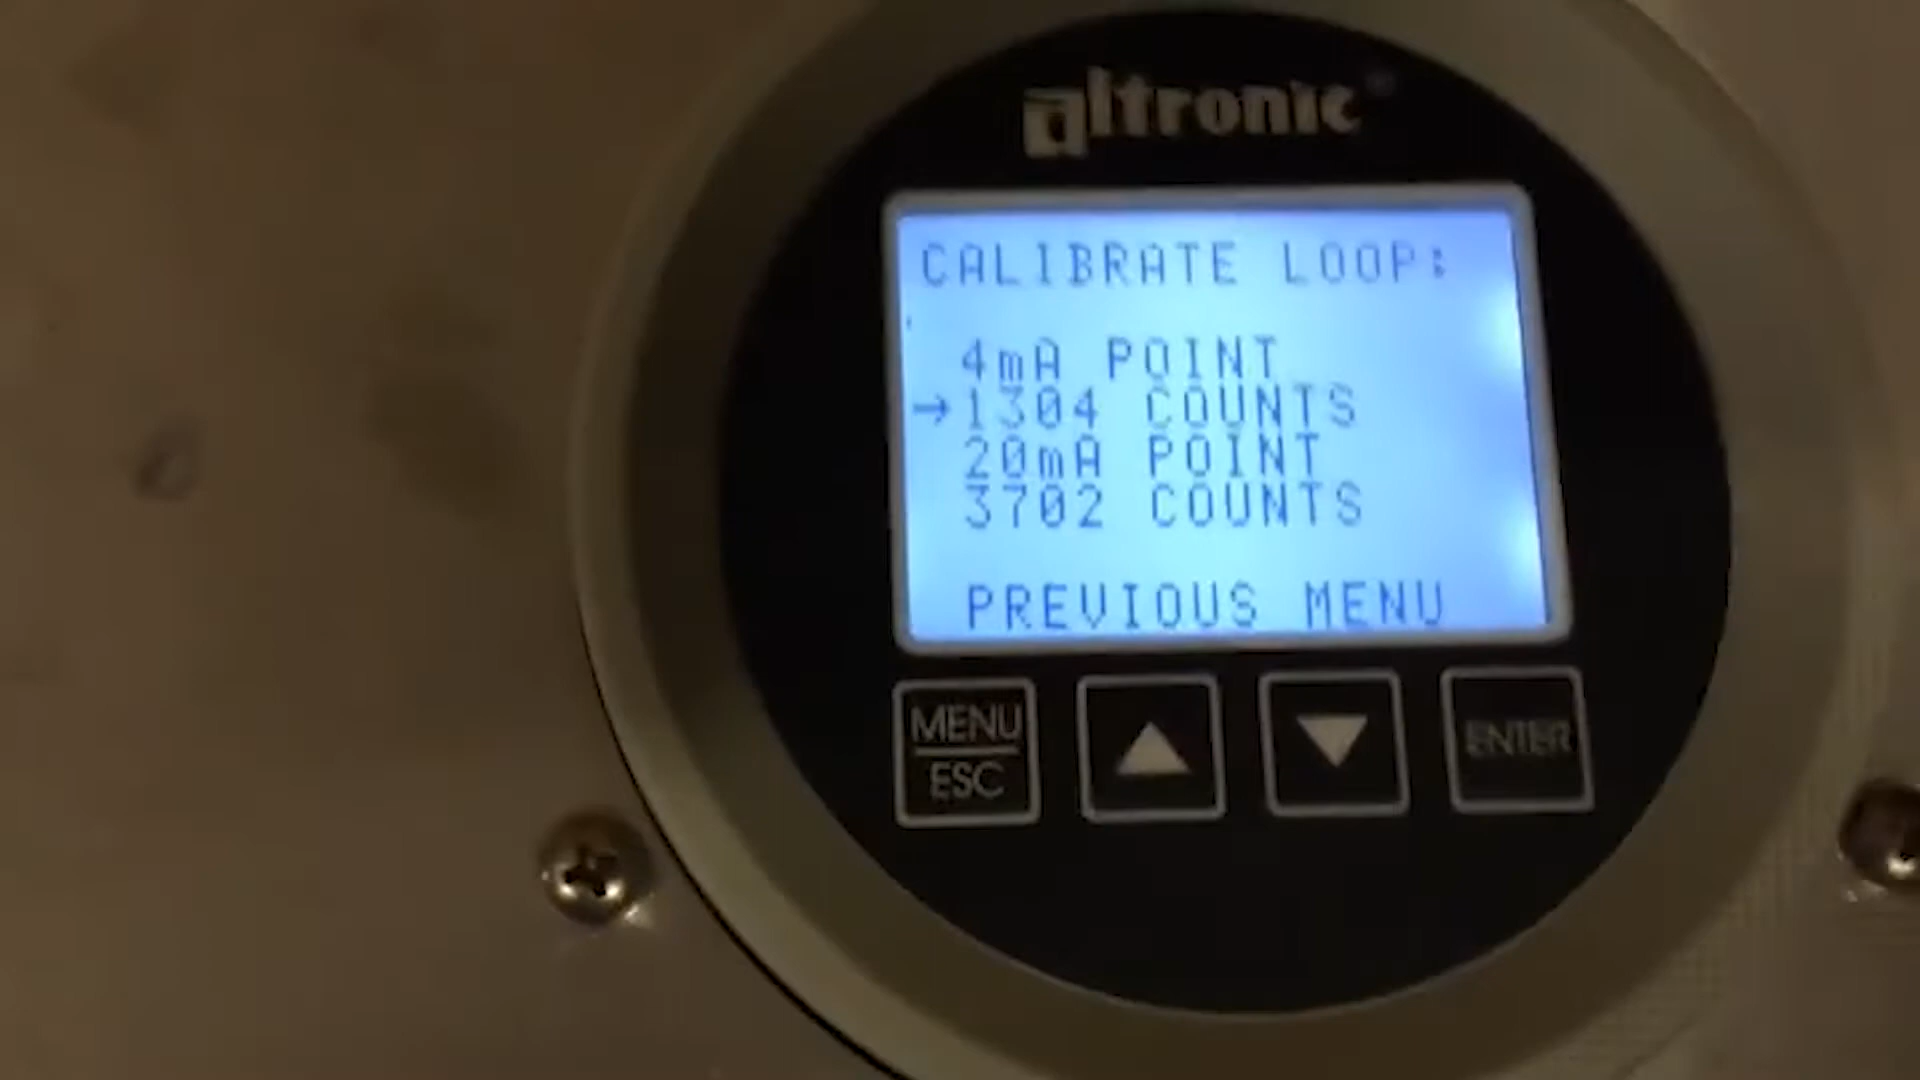 altronic
CALIBRATE LOOP:
4mA POINT
→1304 COUNTS
20mA POINT
3702 COUNTS
PREVIOUS MENU
MENU
ESC
ENTER